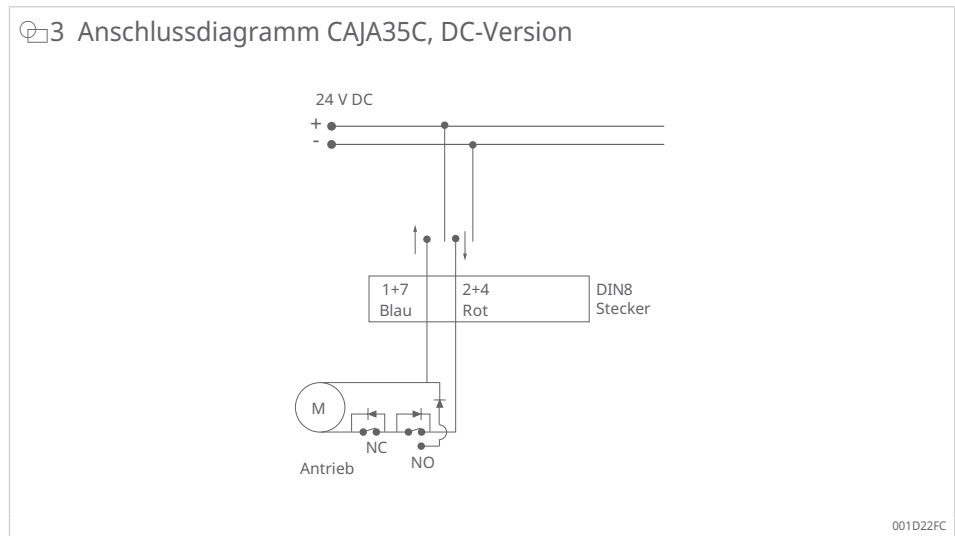 3 Anschlussdiagramm CAJA35C, DC-Version
24 V DC
+
-
1+7
Blau
2+4
Rot
DIN8
Stecker
M
NC
NO
Antrieb
001D22FC